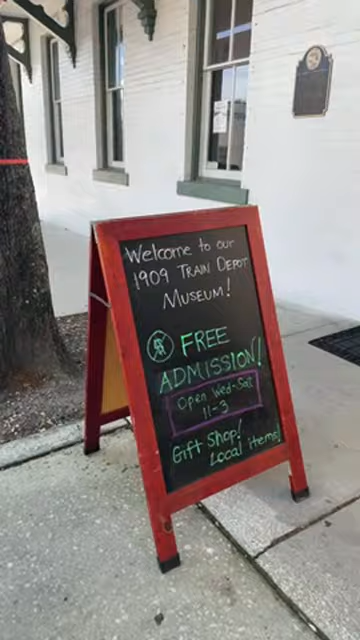 Welcome to our
1909 TRAIN DEPOT
MUSEUM!
$ FREE
ADMISSION!
Open Wed-Sat
11-3
Gift Shop!
Local Items!